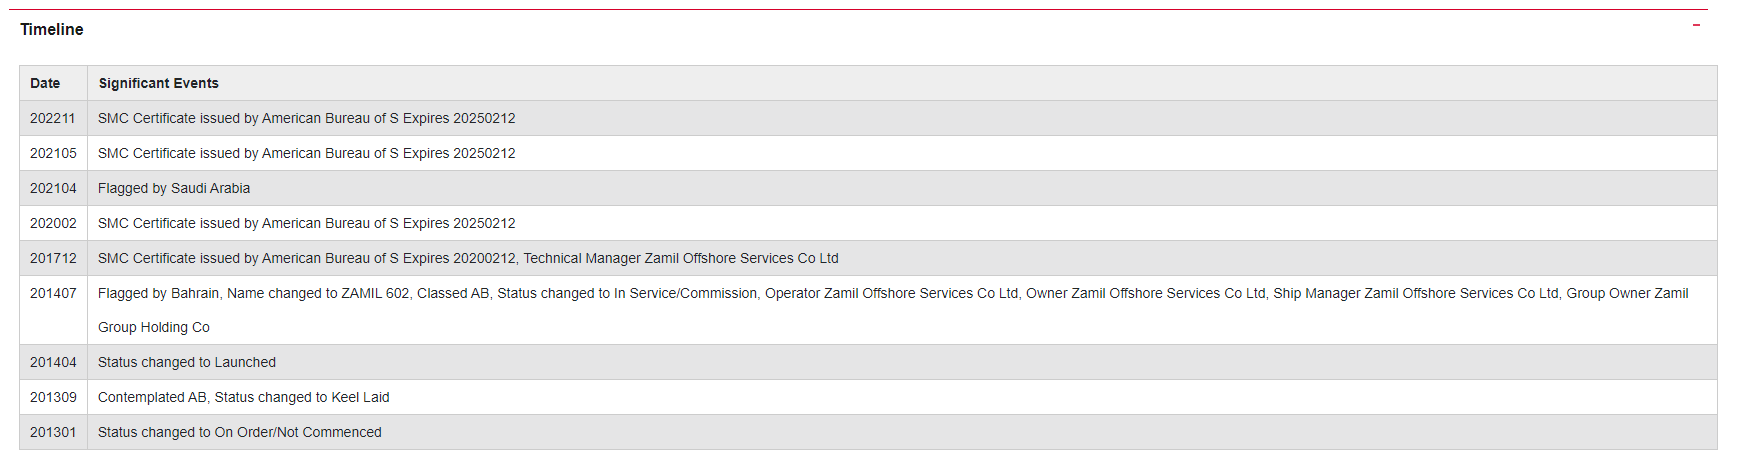 Timeline
Date Significant Events
202211 SMC Certificate issued by American Bureau of S Expires 20250212
202105 SMC Certificate issued by American Bureau of S Expires 20250212
202104 Flagged by Saudi Arabia
202002 SMC Certificate issued by American Bureau of S Expires 20250212
201712 SMC Certificate issued by American Bureau of S Expires 20200212, Technical Manager Zamil Offshore Services Co Ltd
201407 Flagged by Bahrain, Name changed to ZAMIL 602, Classed AB, Status changed to In Service/Commission, Operator Zamil Offshore Services Co Ltd, Owner Zamil Offshore Services Co Ltd, Ship Manager Zamil Offshore Services Co Ltd, Group Owner Zamil
Group Holding Co
201404 Status changed to Launched
201309 Contemplated AB, Status changed to Keel Laid
201301 Status changed to On Order/Not Commenced